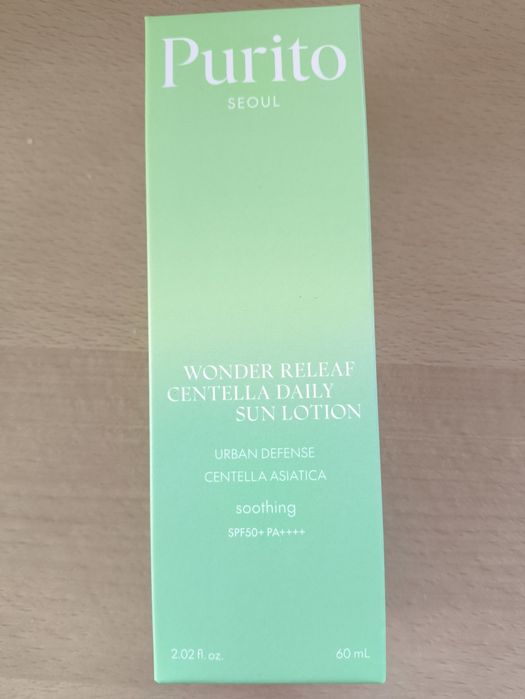 Purito
SEOUL
WONDER RELEAF
CENTELLA DAILY
SUN LOTION
URBAN DEFENSE
CENTELLA ASIATICA
soothing
SPF50+ PA++++
2.02 fl. oz. 60 mL